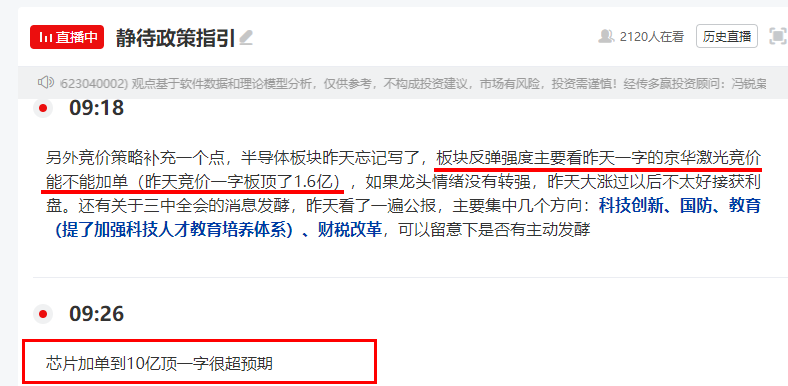 直播中 静待政策指引 2120人在看 历史直播
623040002) 观点基于软件数据和理论模型分析，仅供参考，不构成投资建议，市场有风险，投资需谨慎！经传多赢投资顾问：冯锐枭
09:18
另外竞价策略补充一个点，半导体板块昨天忘记写了，板块反弹强度主要看昨天一字的京华激光竞价
能不能加单（昨天竞价一字板顶了1.6亿），如果龙头情绪没有转强，昨天大涨过以后不太好接获利
盘。还有关于三中全会的消息发酵，昨天看了一遍公报，主要集中几个方向：科技创新、国防、教育
（提了加强科技人才教育培养体系）、财税改革，可以留意下是否有主动发酵
09:26
芯片加单到10亿顶一字很超预期